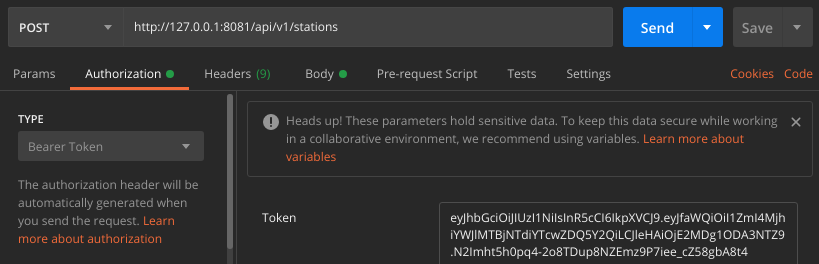 POST http://127.0.0.1:8081/api/v1/stations Send Save
Params Authorization Headers (9) Body Pre-request Script Tests Settings Cookies Code
TYPE
Bearer Token
The authorization header will be
automatically generated when
you send the request. Learn
more about authorization
Heads up! These parameters hold sensitive data. To keep this data secure while working
in a collaborative environment, we recommend using variables. Learn more about
variables
Token
eyJhbGciOiJIUzI1NiIsInR5cCI6IkpXVCJ9.eyJfaWQiOiI1ZmI4Mjh
iYWJlMTBjNTdiYTcwZDQ5Y2QiLCJleHAiOjE2MDg1ODA3NTZ9
.N2Imht5h0pq4-2o8TDup8NZEmz9P7iee_cZ58gbA8t4